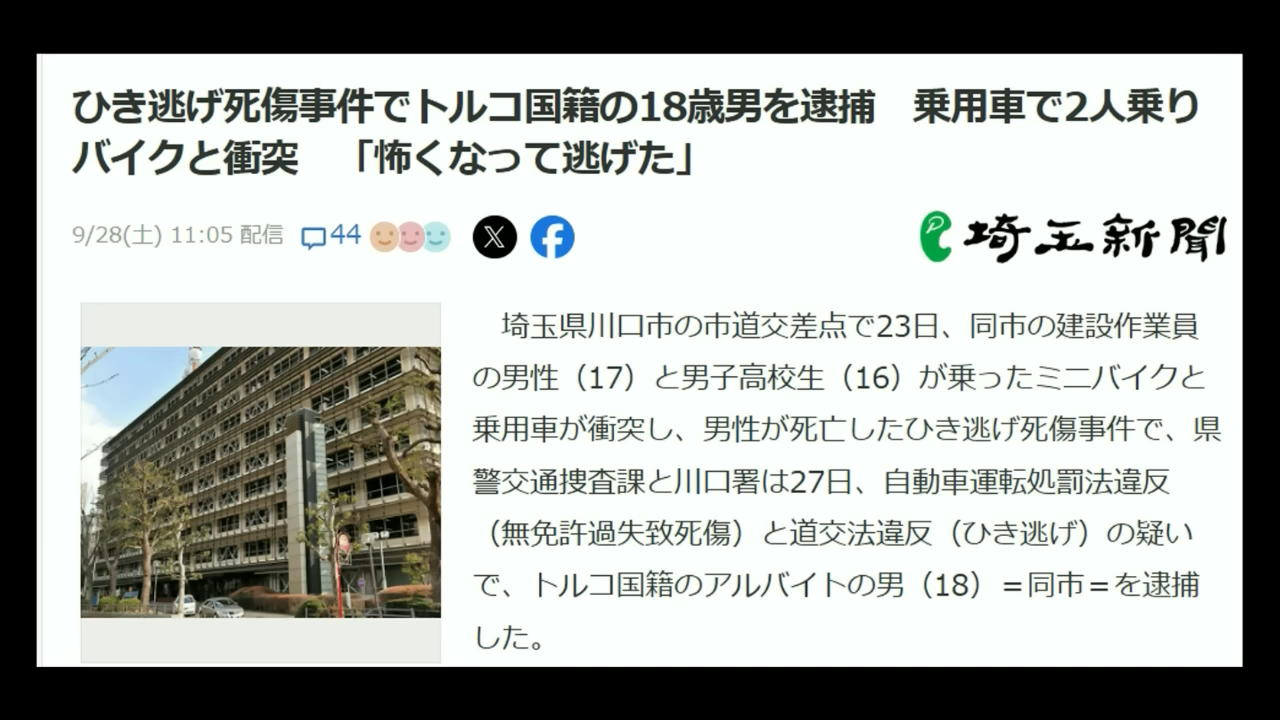 ひき逃げ死傷事件でトルコ国籍の18歳男を逮捕　乗用車で2人乗り
バイクと衝突　「怖くなって逃げた」
9/28(土) 11:05 配信 44
埼玉新聞
埼玉県川口市の市道交差点で23日、同市の建設作業員
の男性（17）と男子高校生（16）が乗ったミニバイクと
乗用車が衝突し、男性が死亡したひき逃げ死傷事件で、県
警交通捜査課と川口署は27日、自動車運転処罰法違反
（無免許過失致死傷）と道交法違反（ひき逃げ）の疑い
で、トルコ国籍のアルバイトの男（18）＝同市＝を逮捕
した。